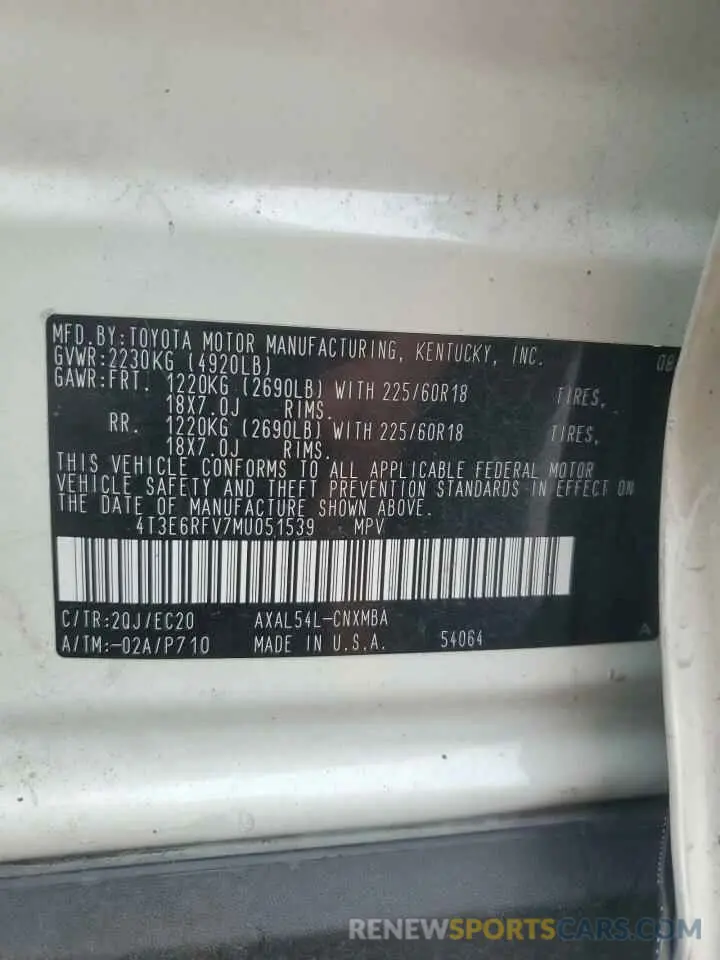 MFD.BY:TOYOTA MOTOR MANUFACTURING, KENTUCKY, INC. 08
GVWR:2230KG (4920LB)
GAWR:FRT. 1220KG (2690LB) WITH 225/60R18 TIRES,
18X7.0J RIMS.
RR. 1220KG (2690LB) WITH 225/60R18 TIRES,
18X7.0J RIMS.
THIS VEHICLE CONFORMS TO ALL APPLICABLE FEDERAL MOTOR
VEHICLE SAFETY AND THEFT PREVENTION STANDARDS IN EFFECT ON
THE DATE OF MANUFACTURE SHOWN ABOVE.
4T3E6RFV7MU051539 MPV
C/TR:2QJ/EC20 AXAL54L-CNXMBA A
A/TM:-02A/P710 MADE IN U.S.A. 54064
RENEWSPORTSCARS.COM